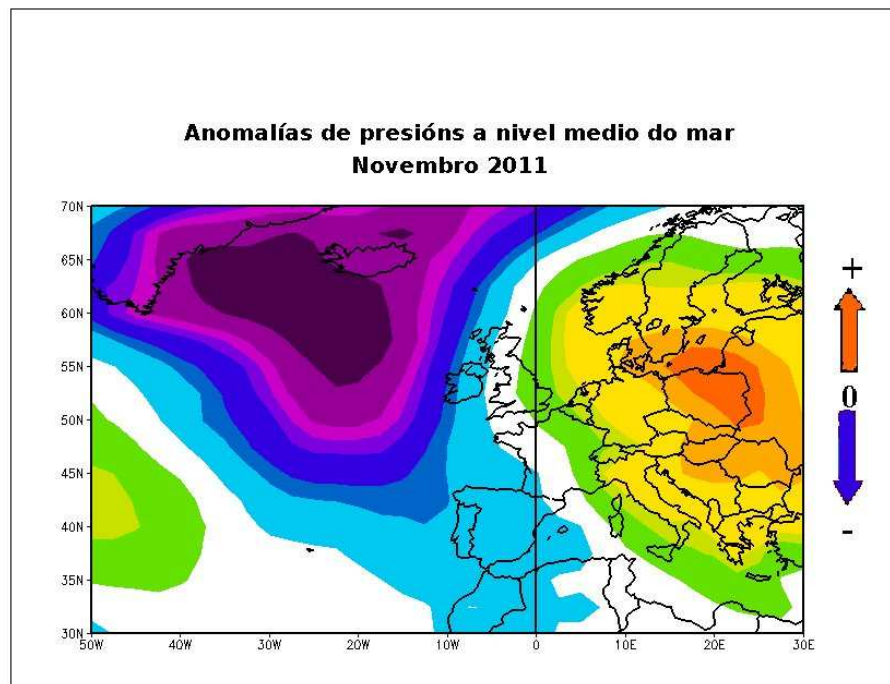 Anomalías de presións a nivel medio do mar
Novembro 2011
70N
65N
60N
55N
50N
45N
40N
35N
30N
50W 40W 30W 20W 10W 0 10E 20E 30E
+
0
-